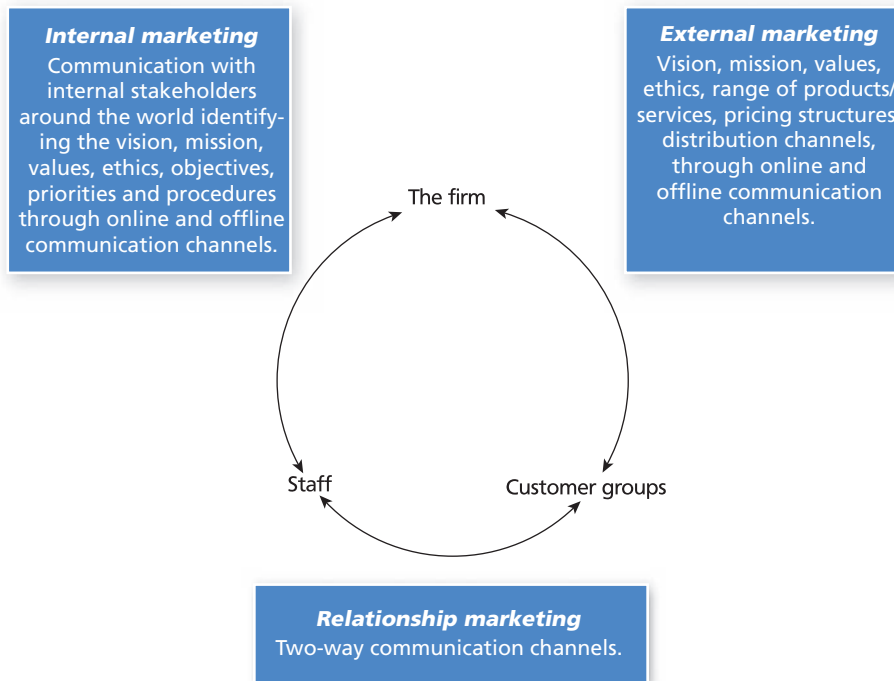 Internal marketing
Communication with
internal stakeholders
around the world identify-
ing the vision, mission,
values, ethics, objectives,
priorities and procedures
through online and offline
communication channels.
External marketing
Vision, mission, values,
ethics, range of products/
services, pricing structures
distribution channels,
through online and
offline communication
channels.
The firm
Staff
Customer groups
Relationship marketing
Two-way communication channels.